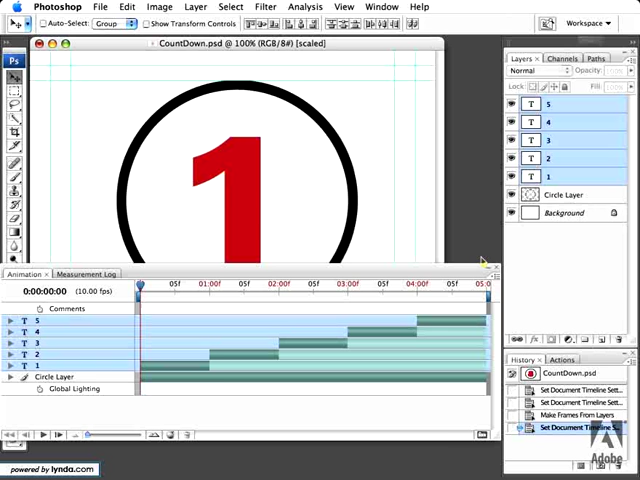 Photoshop File Edit Image Layer Select Filter Analysis View Window Help
Auto-Select: Group Show Transform Controls Workspace
CountDown.psd @ 100% (RGB/8#) [scaled]
Ps
1
Layers × Channels Paths
Normal Opacity:
Lock: Fill:
T 5
T 4
T 3
T 2
T 1
Circle Layer
Background
Animation × Measurement Log
0:00:00:00 (10.00 fps) 05f 01:00f 05f 02:00f 05f 03:00f 05f 04:00f 05f 05:0
Comments
T 5
T 4
T 3
T 2
T 1
Circle Layer
Global Lighting
History × Actions
CountDown.psd
Set Document Timeline Sett...
Set Document Timeline Sett...
Make Frames From Layers
Set Document Timeline S...
Adobe
powered by lynda.com